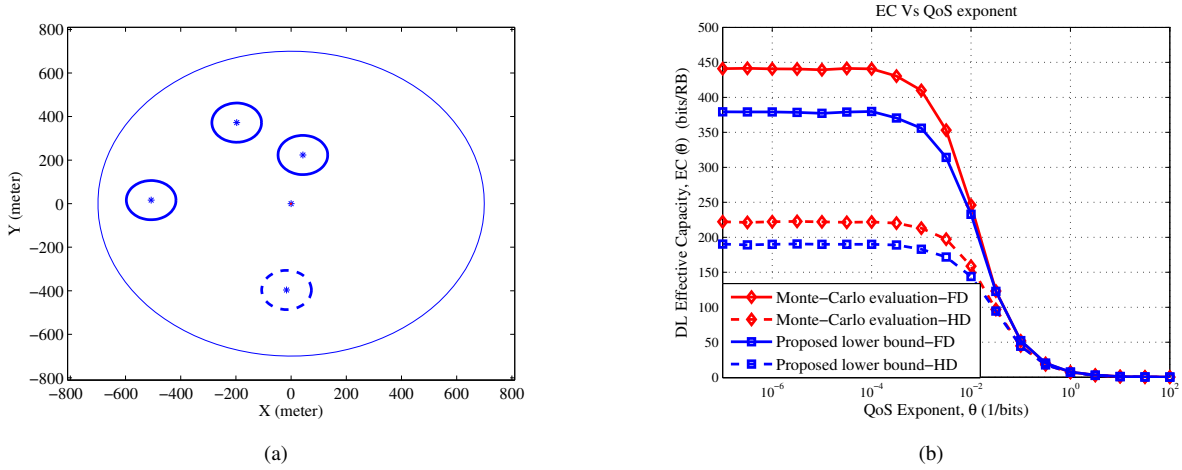 800
600
400
200
0
−200
−400
−600
−800
−800 −600 −400 −200 0 200 400 600 800
X (meter)
Y (meter)
(a)
EC Vs QoS exponent
500
450
400
350
300
250
200
150
100
50
0
DL Effective Capacity, EC (θ) (bits/RB)
Monte−Carlo evaluation−FD
Monte−Carlo evaluation−HD
Proposed lower bound−FD
Proposed lower bound−HD
10⁻⁶ 10⁻⁴ 10⁻² 10⁰ 10²
QoS Exponent, θ (1/bits)
(b)